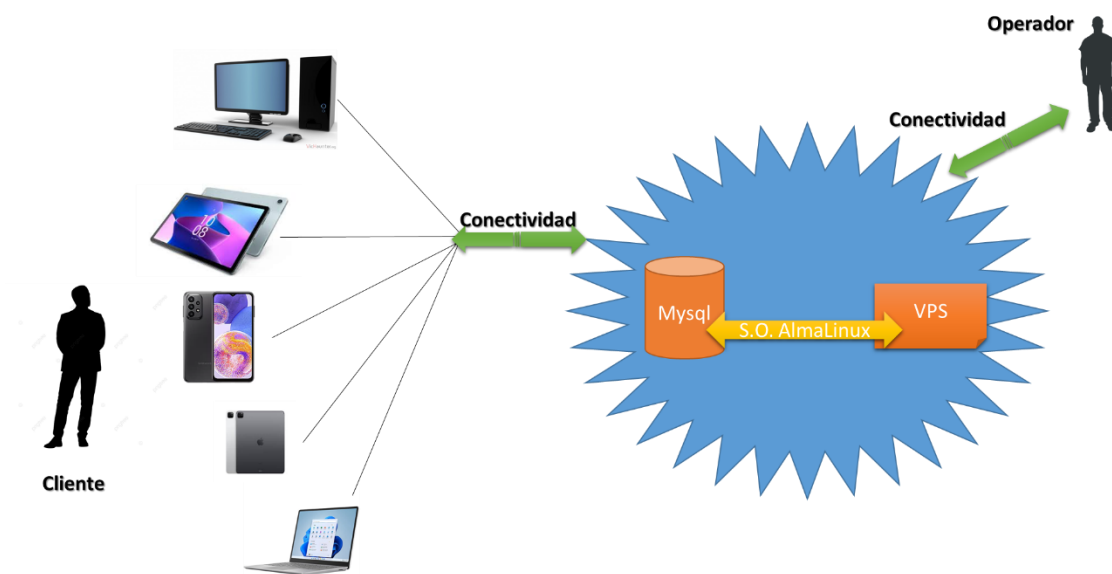 Operador
Conectividad
Conectividad
Mysql
S.O. AlmaLinux
VPS
Cliente